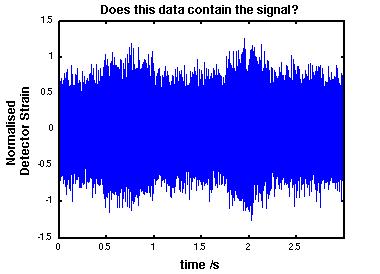 Does this data contain the signal?
Normalised
Detector Strain
1.5
1
0.5
0
-0.5
-1
-1.5
0 0.5 1 1.5 2 2.5
time /s